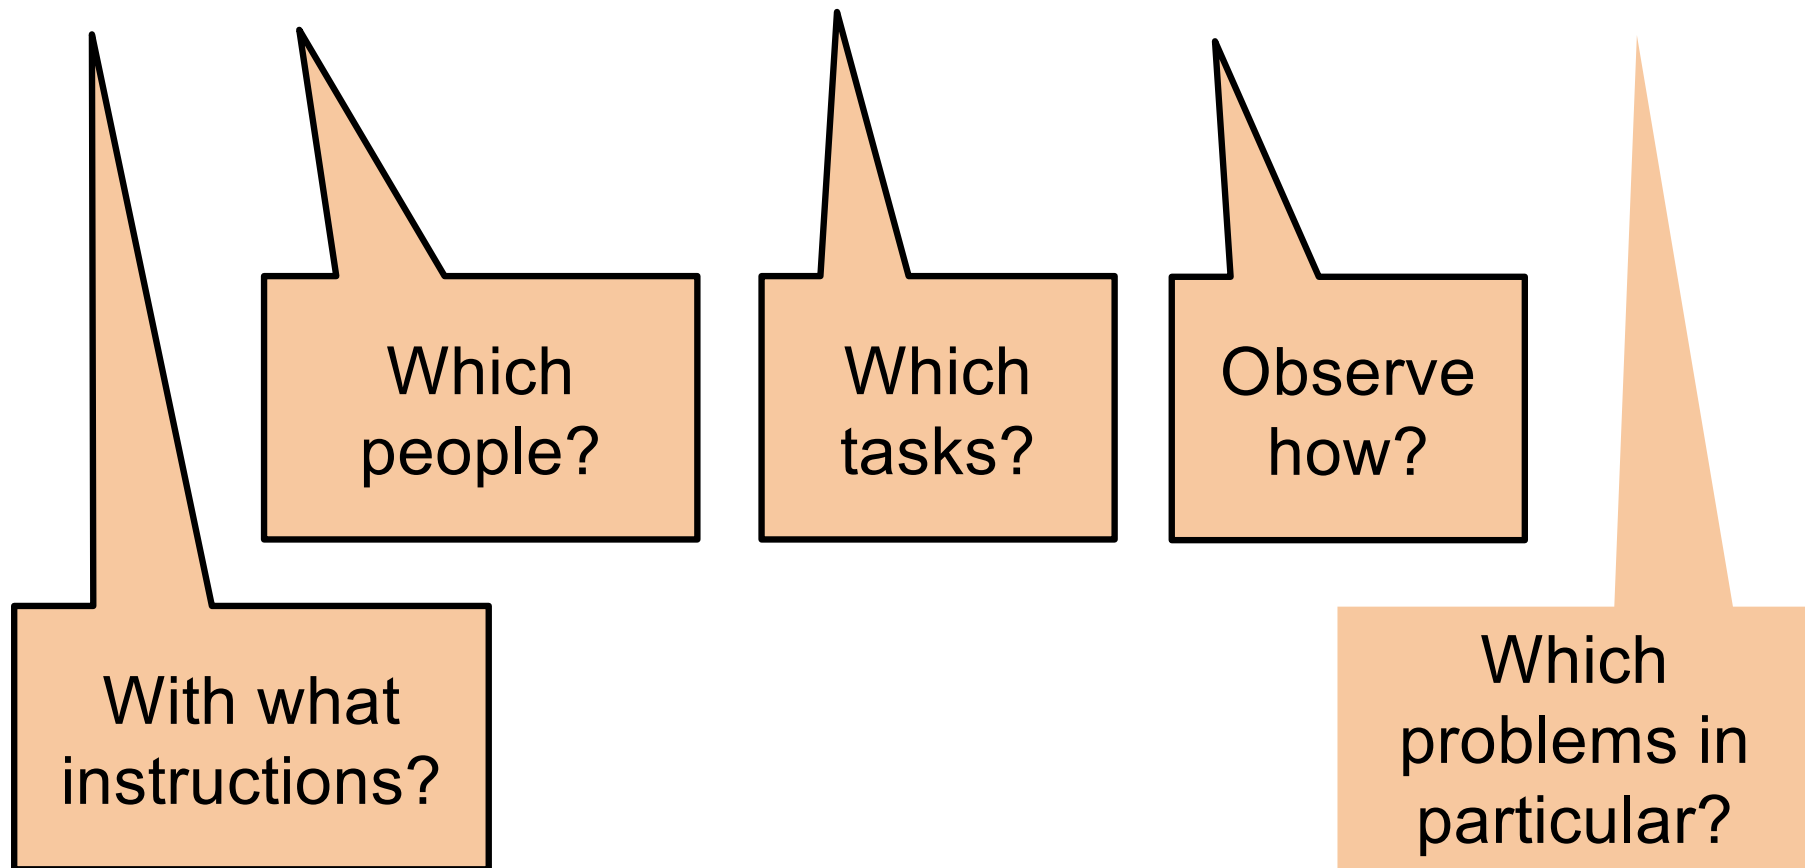 Which
people?
Which
tasks?
Observe
how?
With what
instructions?
Which
problems in
particular?